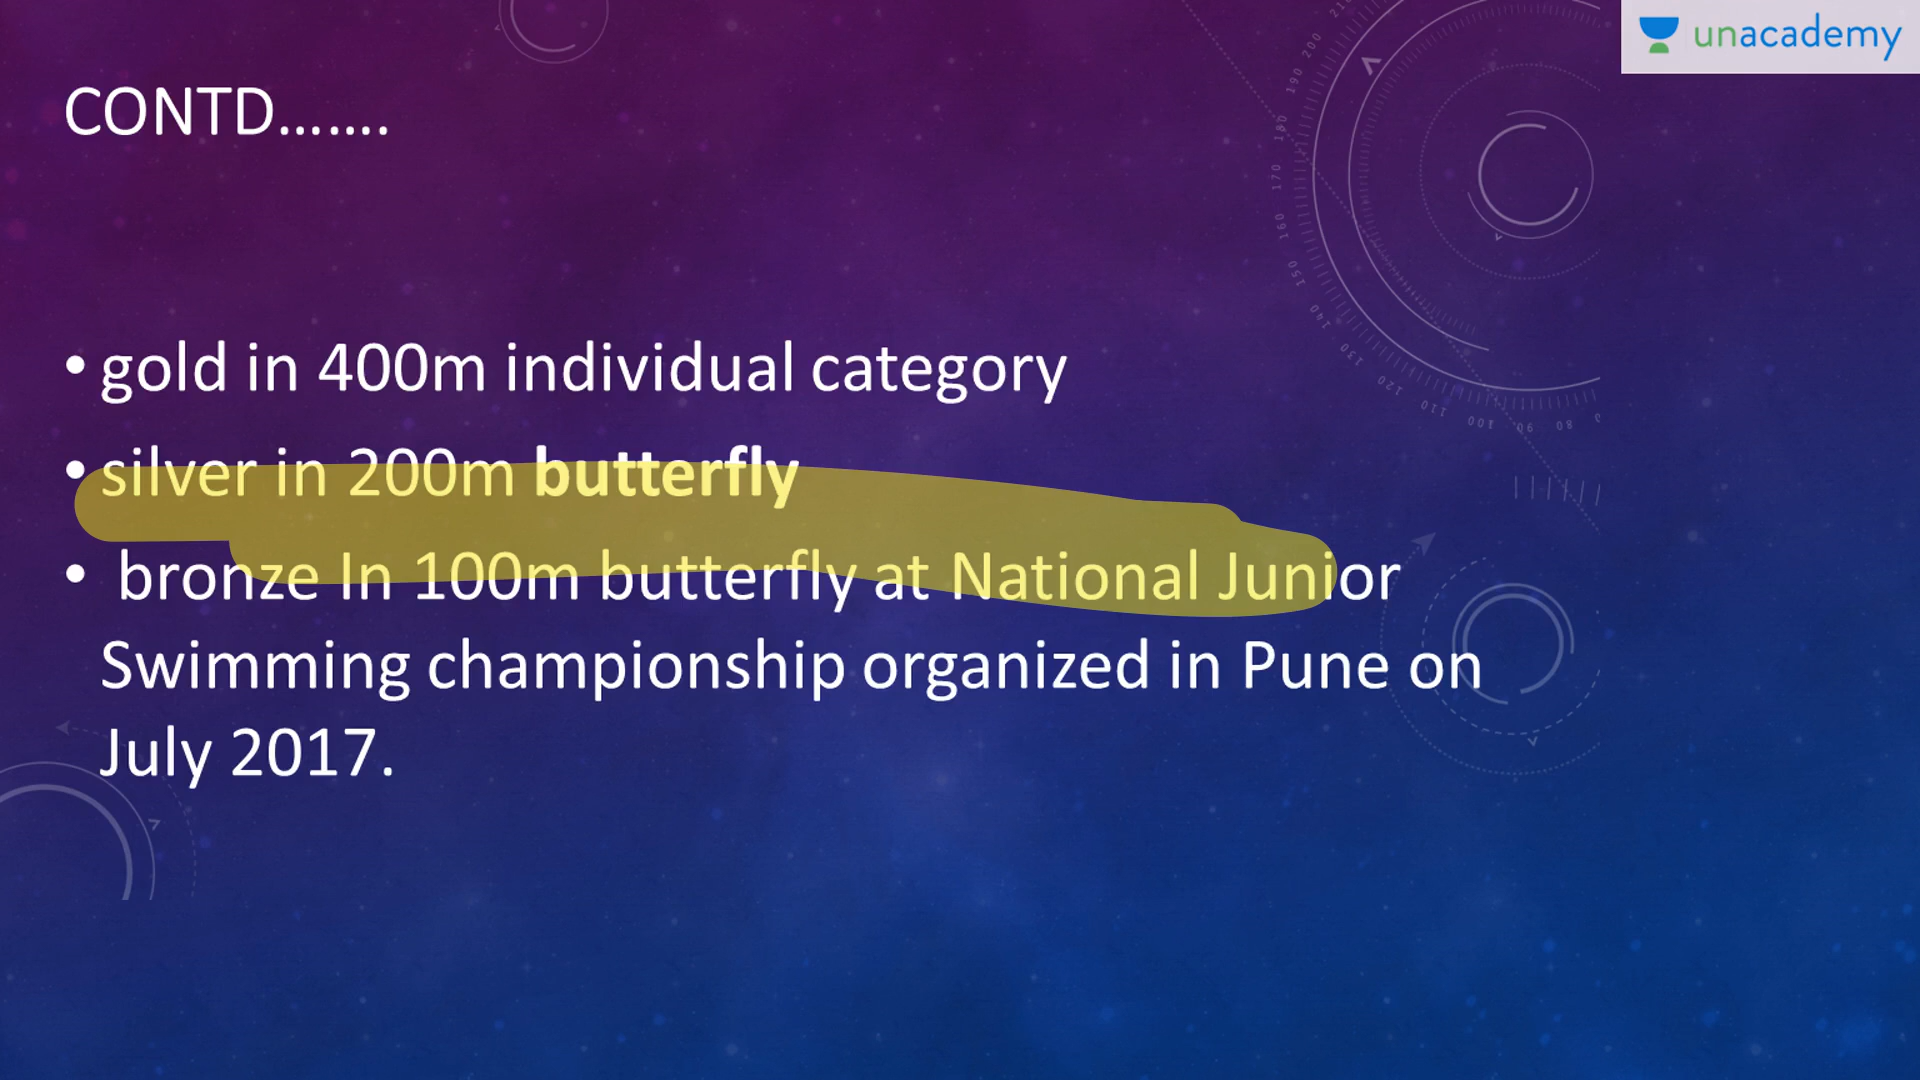 unacademy
CONTD.......
• gold in 400m individual category
• silver in 200m butterfly
• bronze In 100m butterfly at National Junior
Swimming championship organized in Pune on
July 2017.